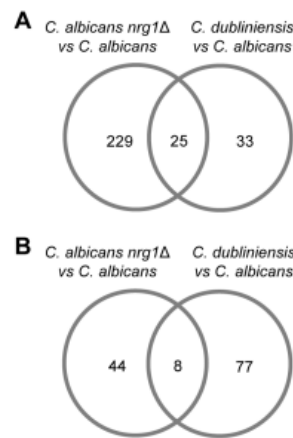 A
C. albicans nrg1Δ C. dubliniensis
vs C. albicans vs C. albicans
229 25 33
B
C. albicans nrg1Δ C. dubliniensis
vs C. albicans vs C. albicans
44 8 77